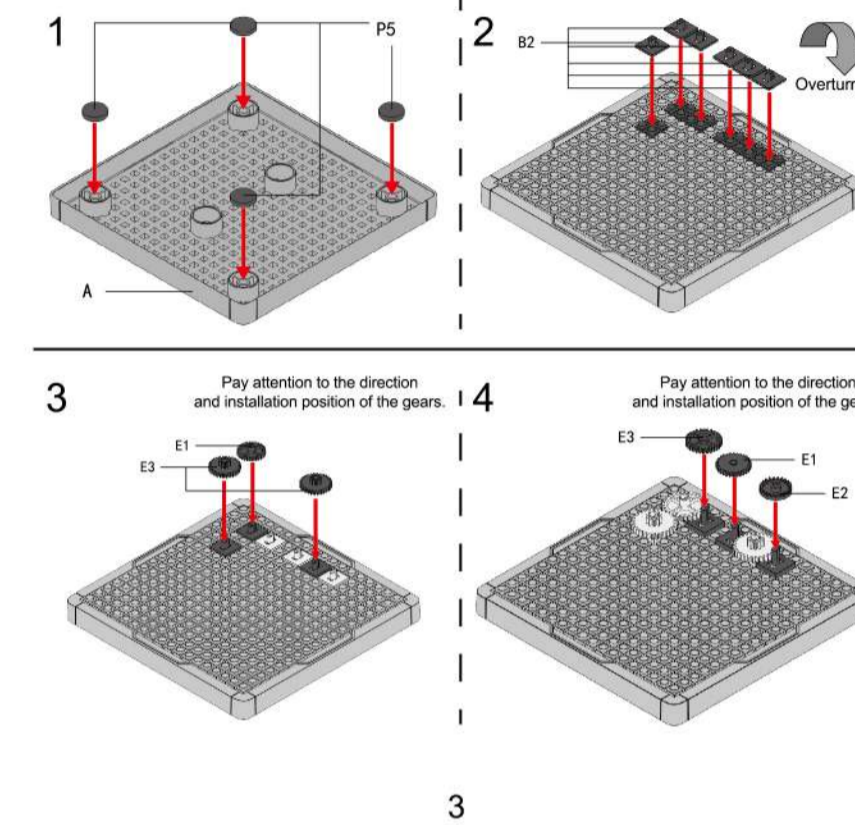 1
P5
A
2
B2
Overturn
3
Pay attention to the direction
and installation position of the gears.
E1
E3
4
Pay attention to the direction
and installation position of the ge
E3
E1
E2
3